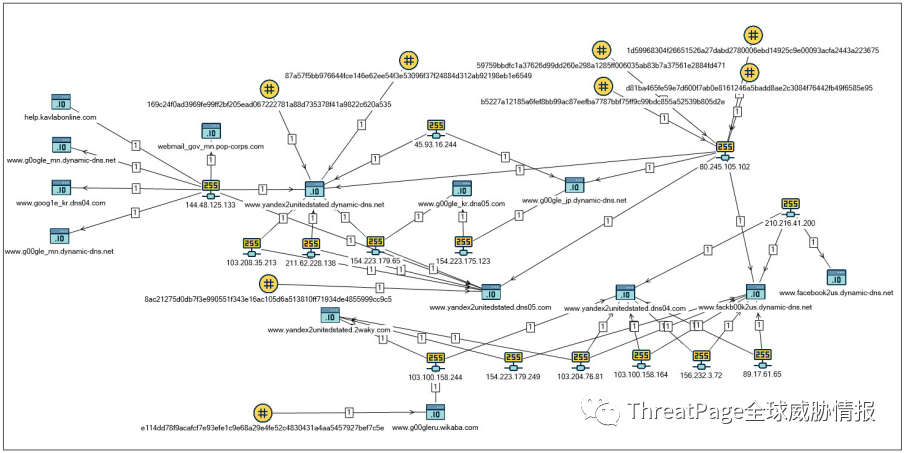 1d59968304f26651526a27dabd2780006ebd14925c9e00093acfa2443a223675
59759bbdfc1a37626d99dd260e298a1285ff006035ab83b7a37561e2884fd471
87a57f5bb976644fce146e62ee54f3e53096f37f24884d312ab92198eb1e6549
d81ba465fe59e7d600f7ab0e8161246a5badd8ae2c3084f76442fb49f6585e95
169c24f0ad3969fe99ff2bf205ead067222781a88d735378f41a9822c620a535
b5227a12185a6fef8bb99ac87eefba7787bbf75ff9c99bdc855a52539b805d2e
help.kavlabonline.com
webmail_gov_mn.pop-corps.com
45.93.16.244
www.g0ogle_mn.dynamic-dns.net
80.245.105.102
www.goog1e_kr.dns04.com
144.48.125.133
www.yandex2unitedstated.dynamic-dns.net
www.g00gle_kr.dns05.com
www.g00gle_jp.dynamic-dns.net
210.216.41.200
www.g00gle_mn.dynamic-dns.net
103.208.35.213
211.62.228.138
154.223.179.65
154.223.175.123
www.facebook2us.dynamic-dns.net
8ac21275d0db7f3e990551f343e16ac105d6a513810ff71934de4855999cc9c5
www.yandex2unitedstated.dns05.com
www.yandex2unitedstated.dns04.com
www.fackb00k2us.dynamic-dns.net
www.yandex2unitedstated.2waky.com
103.100.158.244
154.223.179.249
103.204.76.81
103.100.158.164
156.232.3.72
89.17.61.65
e114dd78f9acafcf7e93efe1c9e68a29e4fe52c4830431a4aa5457927bef7c5e
www.g00gleru.wikaba.com
ThreatPage全球威胁情报